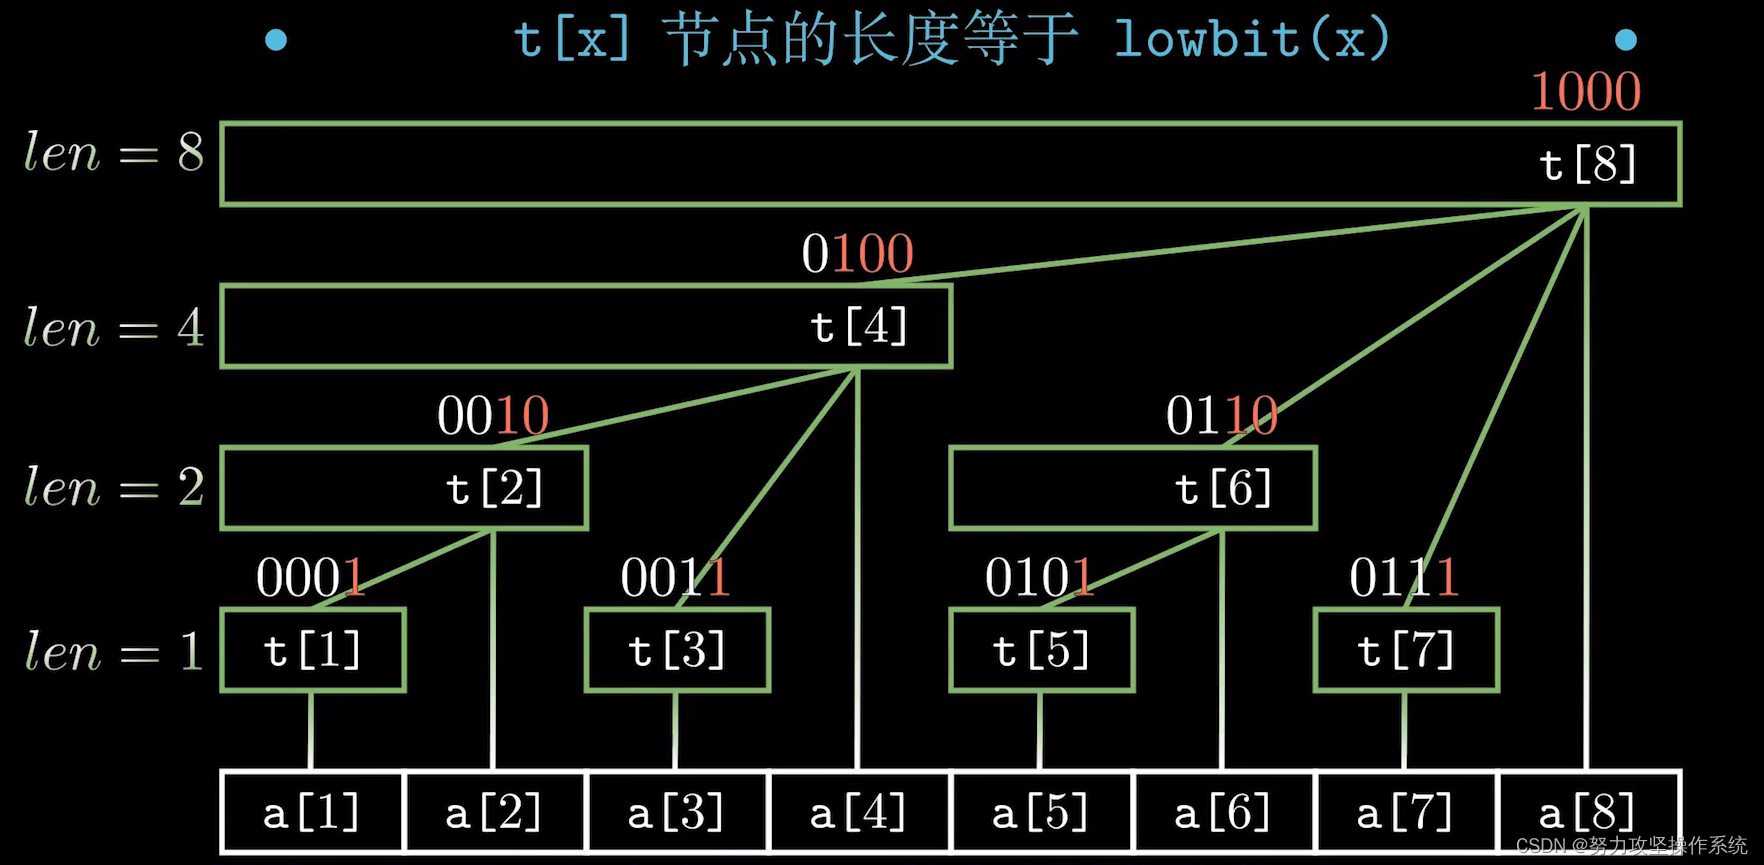 • t[x] 节点的长度等于 lowbit(x) •
1000
len = 8 t[8]
0100
len = 4 t[4]
0010 0110
len = 2 t[2] t[6]
0001 0011 0101 0111
len = 1 t[1] t[3] t[5] t[7]
a[1] a[2] a[3] a[4] a[5] a[6] a[7] a[8]
CSDN @努力攻坚操作系统